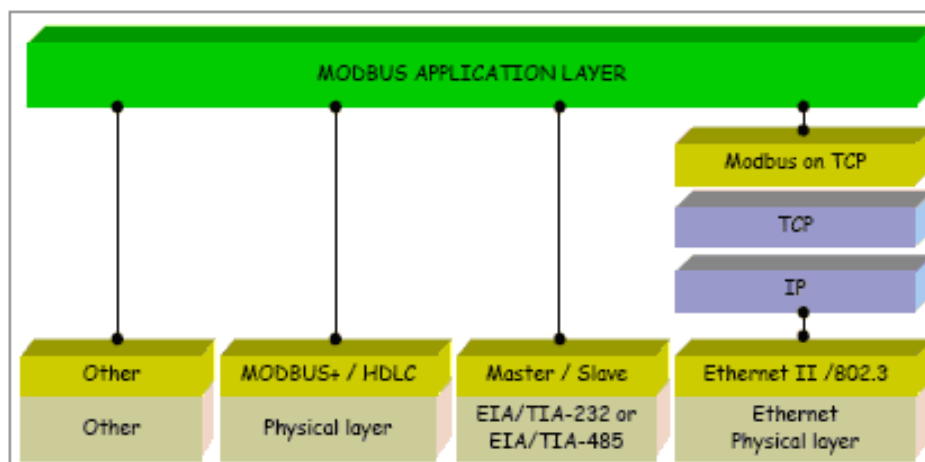 MODBUS APPLICATION LAYER
Modbus on TCP
TCP
IP
Other
MODBUS+ / HDLC
Master / Slave
Ethernet II /802.3
Other
Physical layer
EIA/TIA-232 or
EIA/TIA-485
Ethernet
Physical layer